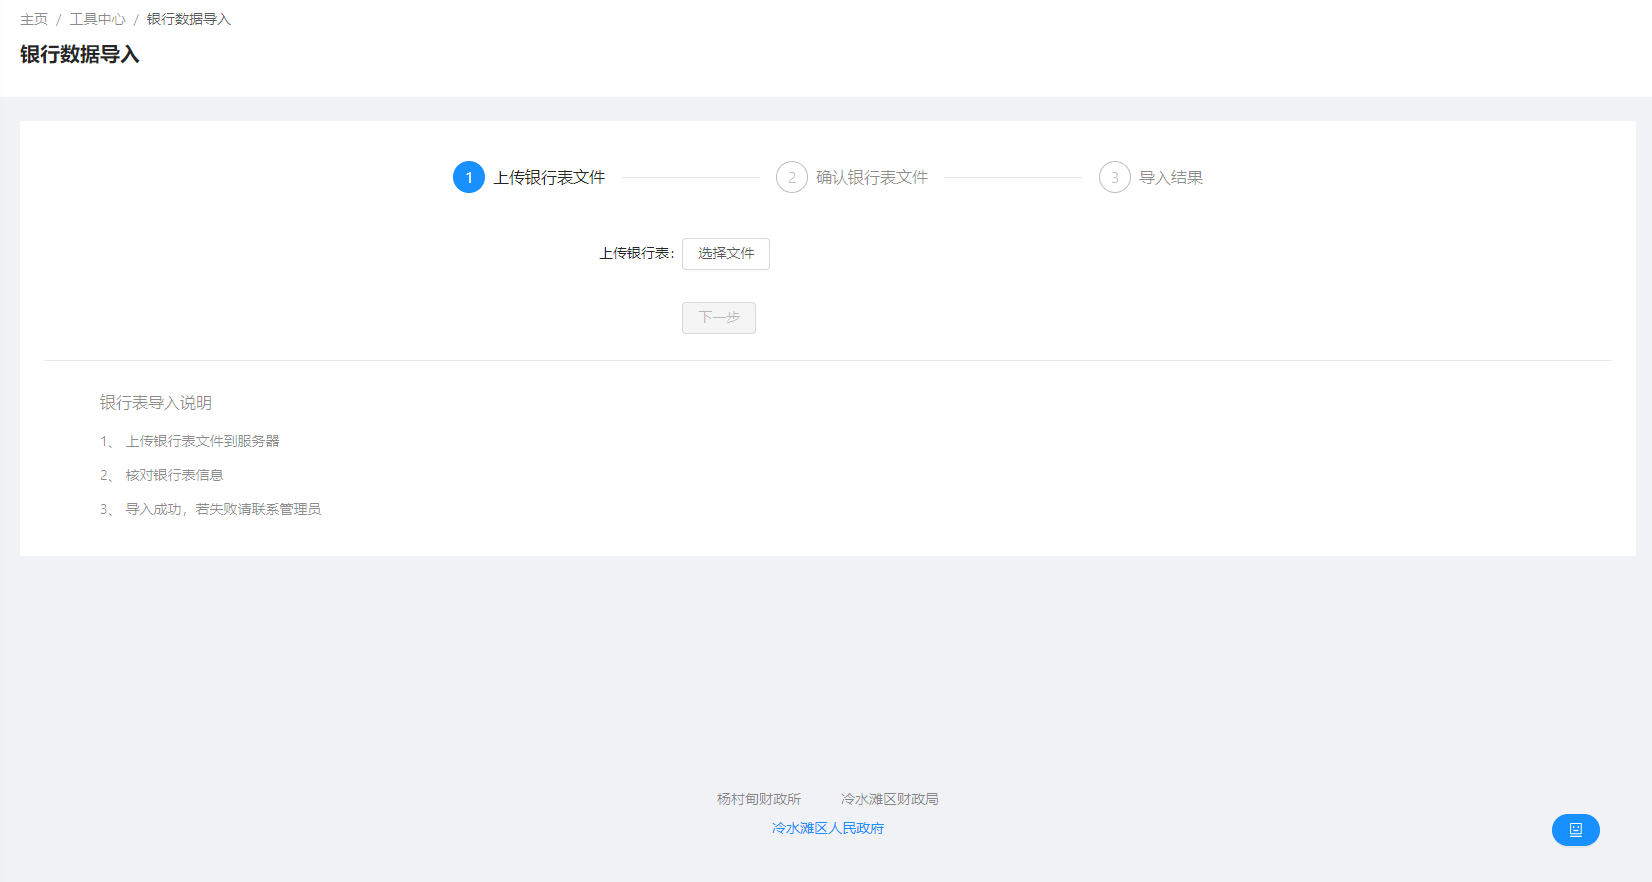 主页 / 工具中心 / 银行数据导入
银行数据导入
1 上传银行表文件 2 确认银行表文件 3 导入结果
上传银行表: 选择文件
下一步
银行表导入说明
1、 上传银行表文件到服务器
2、 核对银行表信息
3、 导入成功，若失败请联系管理员
杨村甸财政所 冷水滩区财政局
冷水滩区人民政府